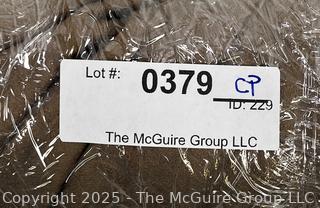 Lot #: 0379 CP
ID: 229
The McGuire Group LLC
Copyright 2025 - The McGuire Group LLC